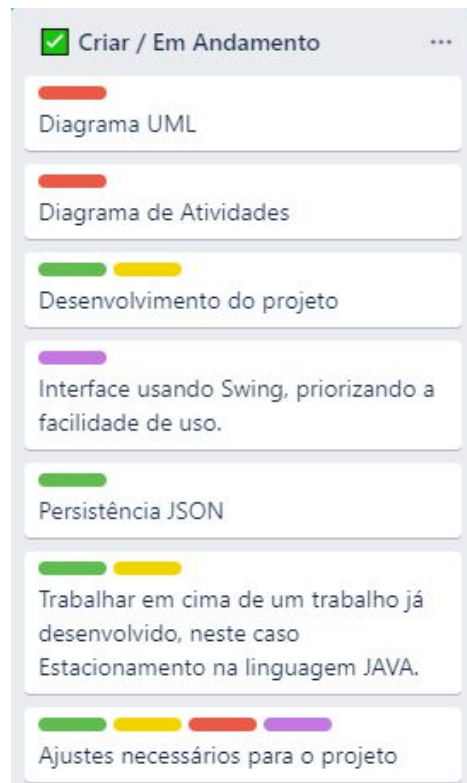 ✅ Criar / Em Andamento ...
Diagrama UML
Diagrama de Atividades
Desenvolvimento do projeto
Interface usando Swing, priorizando a
facilidade de uso.
Persistência JSON
Trabalhar em cima de um trabalho já
desenvolvido, neste caso
Estacionamento na linguagem JAVA.
Ajustes necessários para o projeto